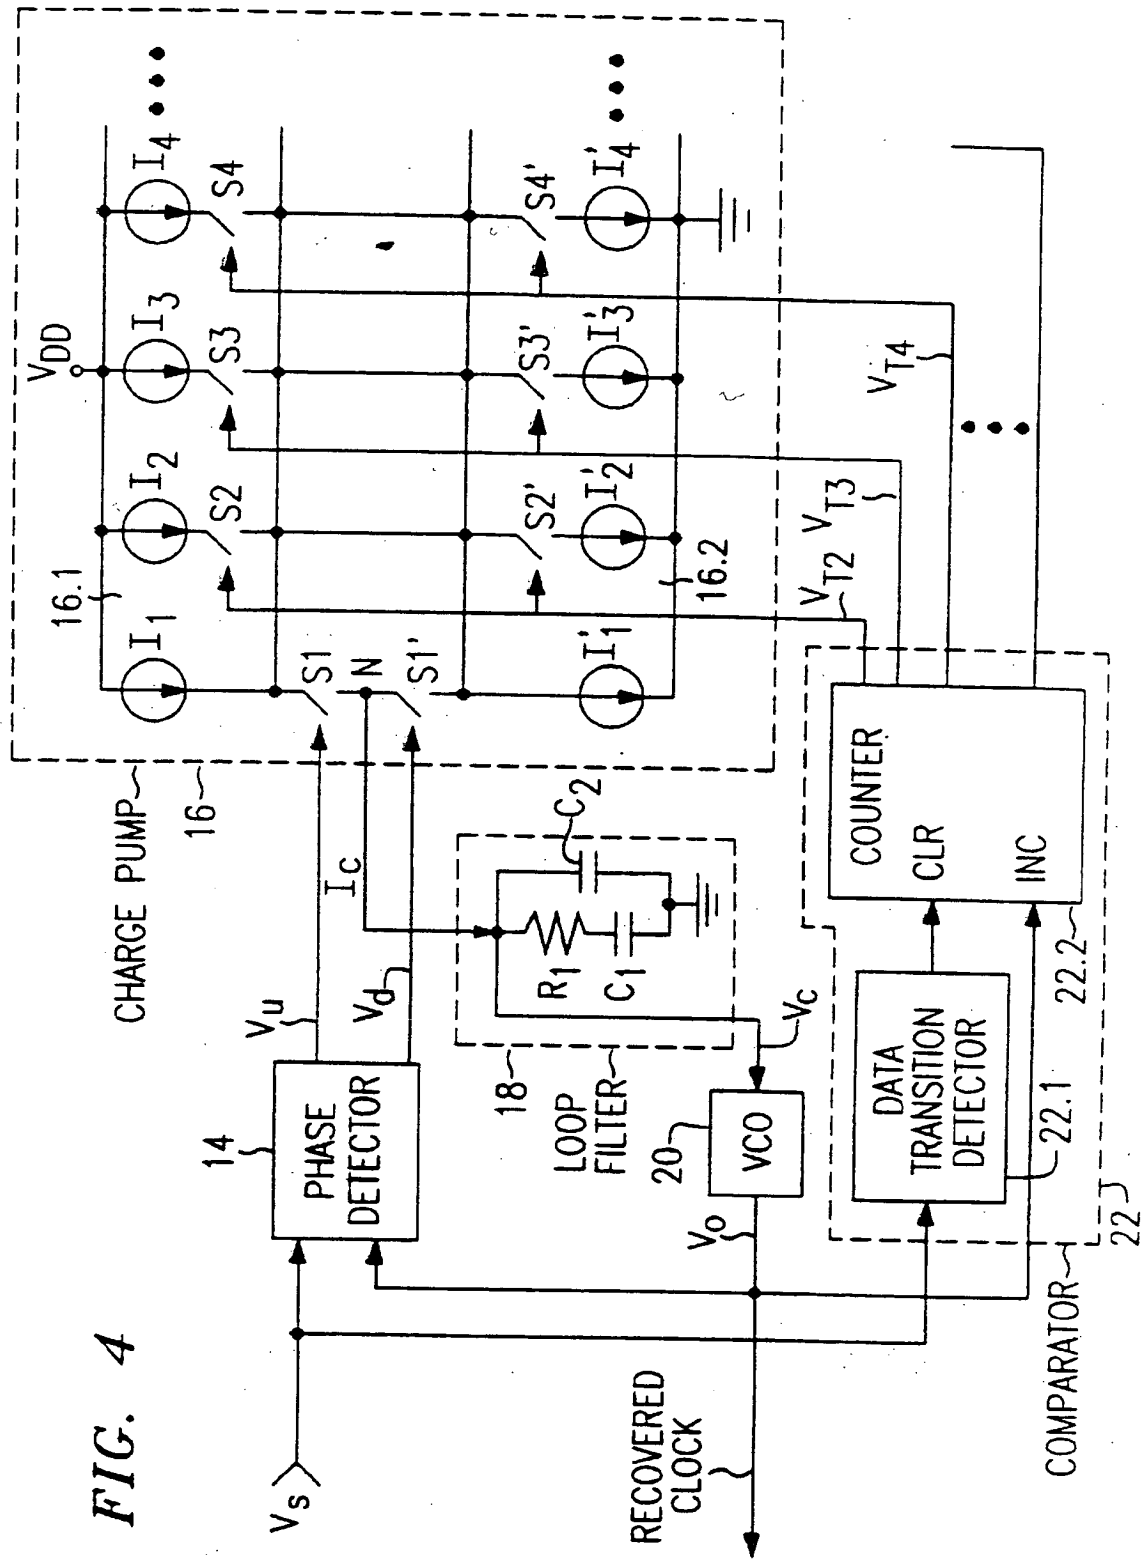 FIG. 4
VS
14
PHASE
DETECTOR
Vu
Vd
IC
CHARGE PUMP
16
16.1
VDD
I1
I2
I3
I4
S2
S3
S4
S1
N
S1'
S2'
S3'
S4'
I'1
I'2
I'3
I'4
16.2
18
LOOP
FILTER
R1
C1
C2
VC
20
VCO
VO
RECOVERED
CLOCK
VT2
VT3
VT4
DATA
TRANSITION
DETECTOR
22.1
COUNTER
CLR
INC
22.2
COMPARATOR
22